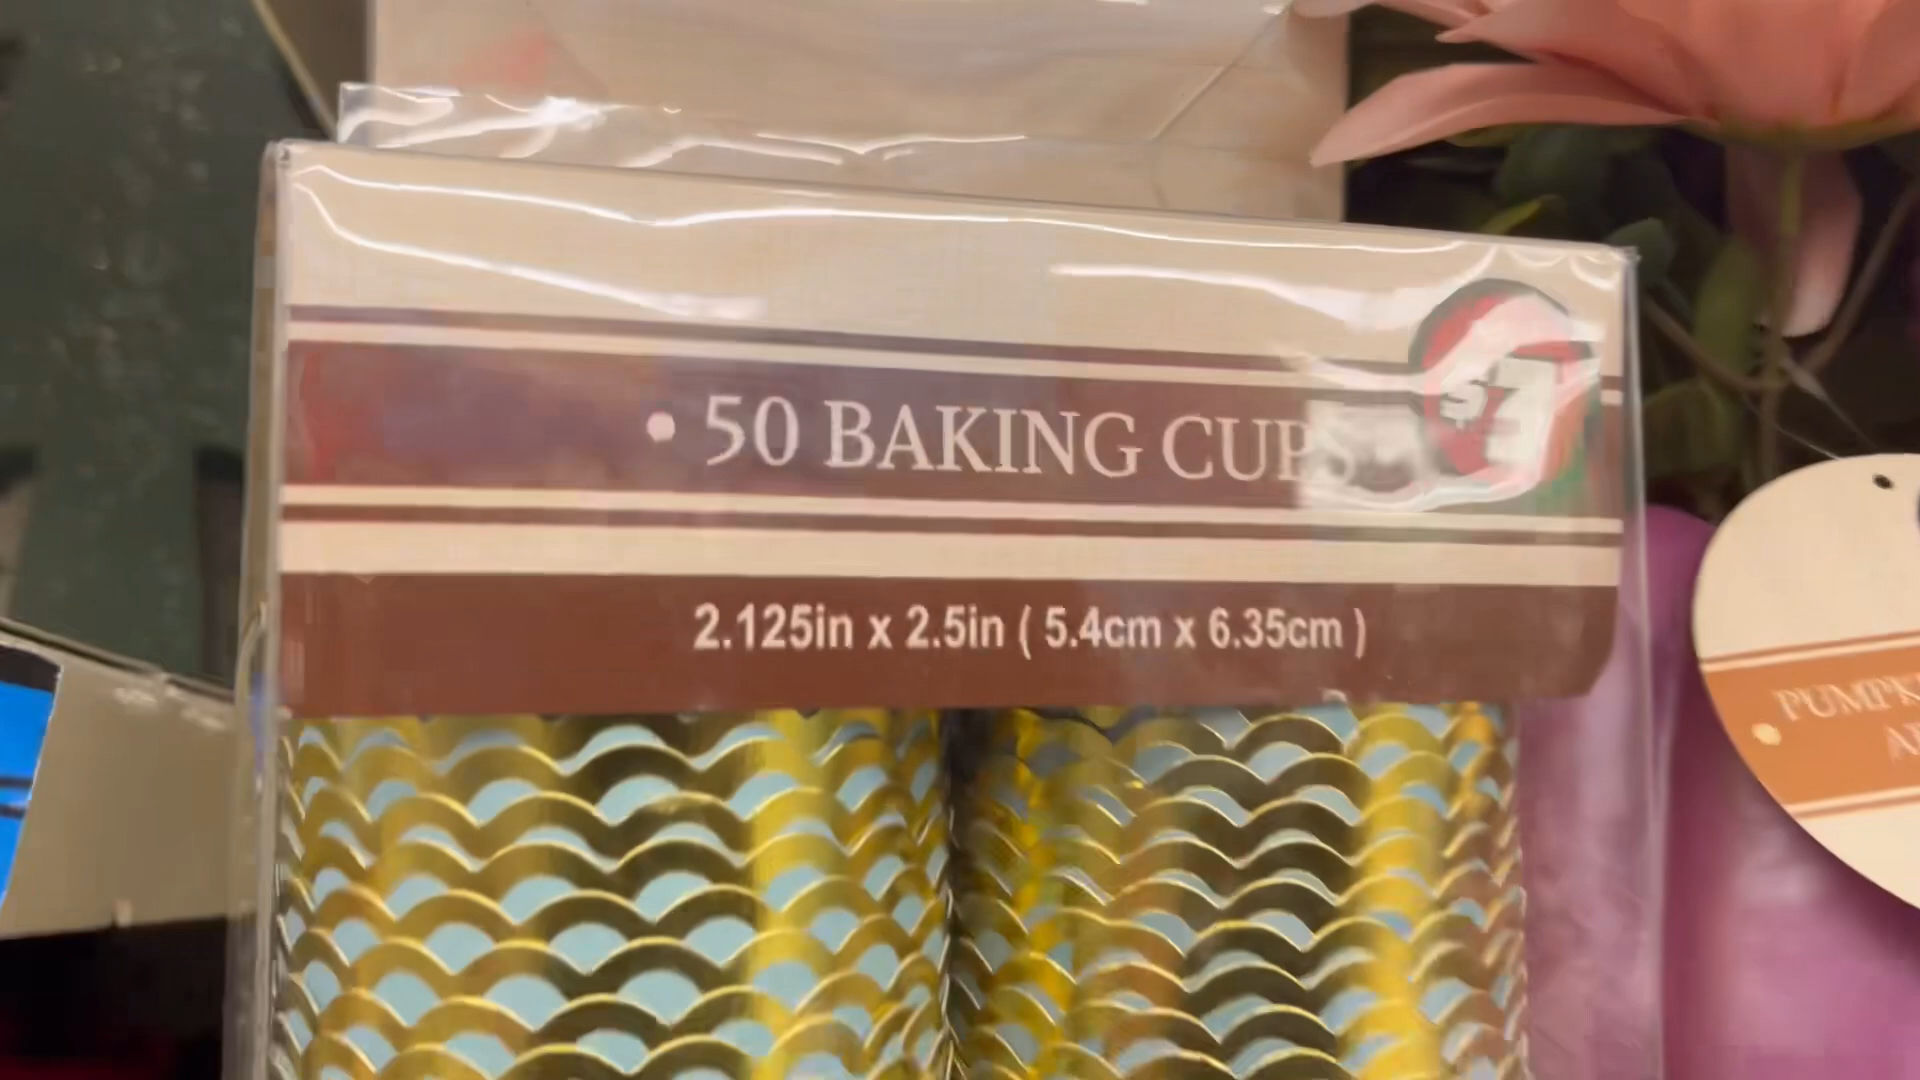 • 50 BAKING CUPS
2.125in x 2.5in ( 5.4cm x 6.35cm )